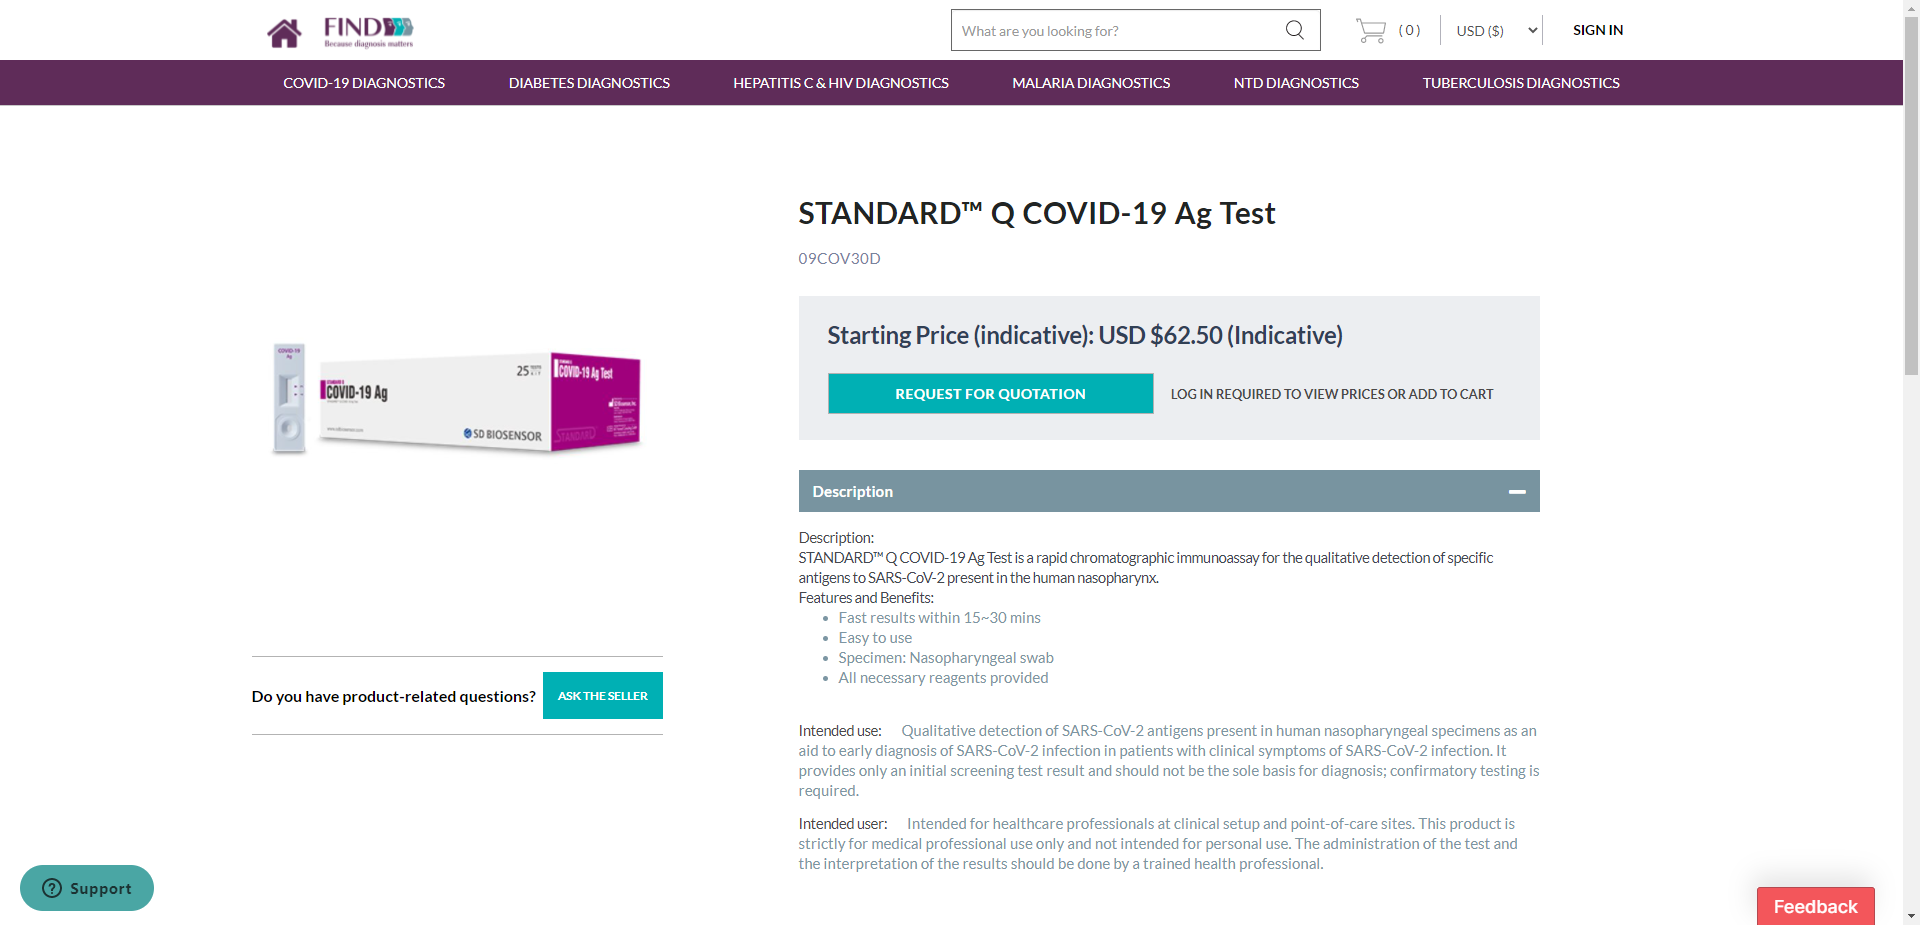 FIND
Because diagnosis matters
What are you looking for?
( 0 )
USD ($)
SIGN IN
COVID-19 DIAGNOSTICS
DIABETES DIAGNOSTICS
HEPATITIS C & HIV DIAGNOSTICS
MALARIA DIAGNOSTICS
NTD DIAGNOSTICS
TUBERCULOSIS DIAGNOSTICS
COVID-19
Ag
COVID-19 Ag
25
SD BIOSENSOR
COVID-19 Ag Test
STANDARD
Do you have product-related questions?
ASK THE SELLER
STANDARD™ Q COVID-19 Ag Test
09COV30D
Starting Price (indicative): USD $62.50 (Indicative)
REQUEST FOR QUOTATION
LOG IN REQUIRED TO VIEW PRICES OR ADD TO CART
Description
Description:
STANDARD™ Q COVID-19 Ag Test is a rapid chromatographic immunoassay for the qualitative detection of specific
antigens to SARS-CoV-2 present in the human nasopharynx.
Features and Benefits:
• Fast results within 15~30 mins
• Easy to use
• Specimen: Nasopharyngeal swab
• All necessary reagents provided
Intended use: Qualitative detection of SARS-CoV-2 antigens present in human nasopharyngeal specimens as an
aid to early diagnosis of SARS-CoV-2 infection in patients with clinical symptoms of SARS-CoV-2 infection. It
provides only an initial screening test result and should not be the sole basis for diagnosis; confirmatory testing is
required.
Intended user: Intended for healthcare professionals at clinical setup and point-of-care sites. This product is
strictly for medical professional use only and not intended for personal use. The administration of the test and
the interpretation of the results should be done by a trained health professional.
Support
Feedback